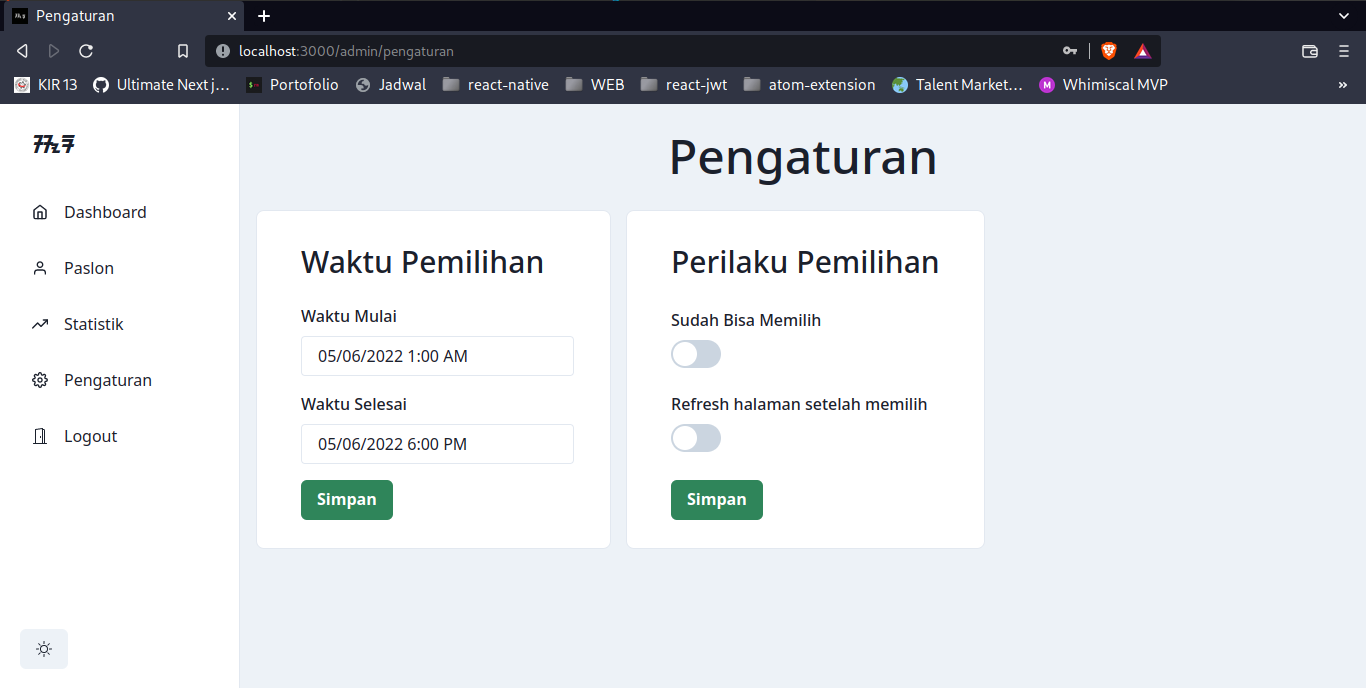 Pengaturan
localhost:3000/admin/pengaturan
KIR 13
Ultimate Next j...
Portofolio
Jadwal
react-native
WEB
react-jwt
atom-extension
Talent Market...
M
Whimiscal MVP
»
Pengaturan
Dashboard
Paslon
Statistik
Pengaturan
Logout
Waktu Pemilihan
Waktu Mulai
05/06/2022 1:00 AM
Waktu Selesai
05/06/2022 6:00 PM
Simpan
Perilaku Pemilihan
Sudah Bisa Memilih
Refresh halaman setelah memilih
Simpan